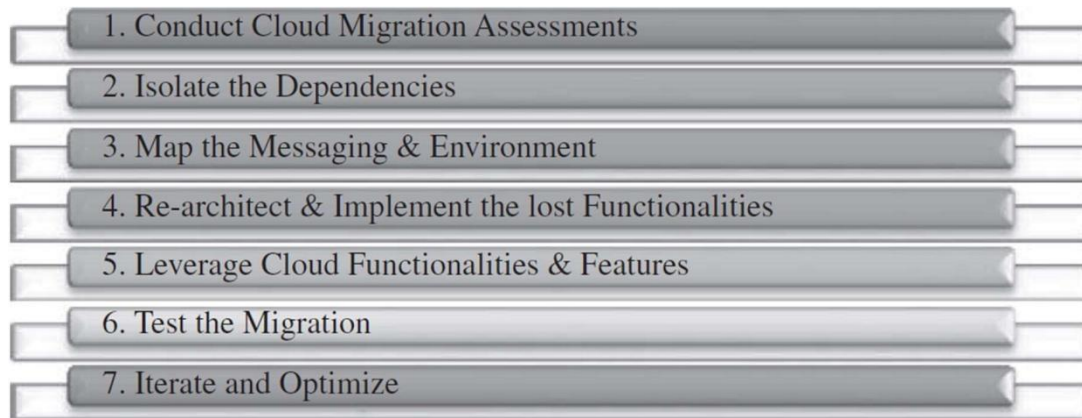 1. Conduct Cloud Migration Assessments
2. Isolate the Dependencies
3. Map the Messaging & Environment
4. Re-architect & Implement the lost Functionalities
5. Leverage Cloud Functionalities & Features
6. Test the Migration
7. Iterate and Optimize